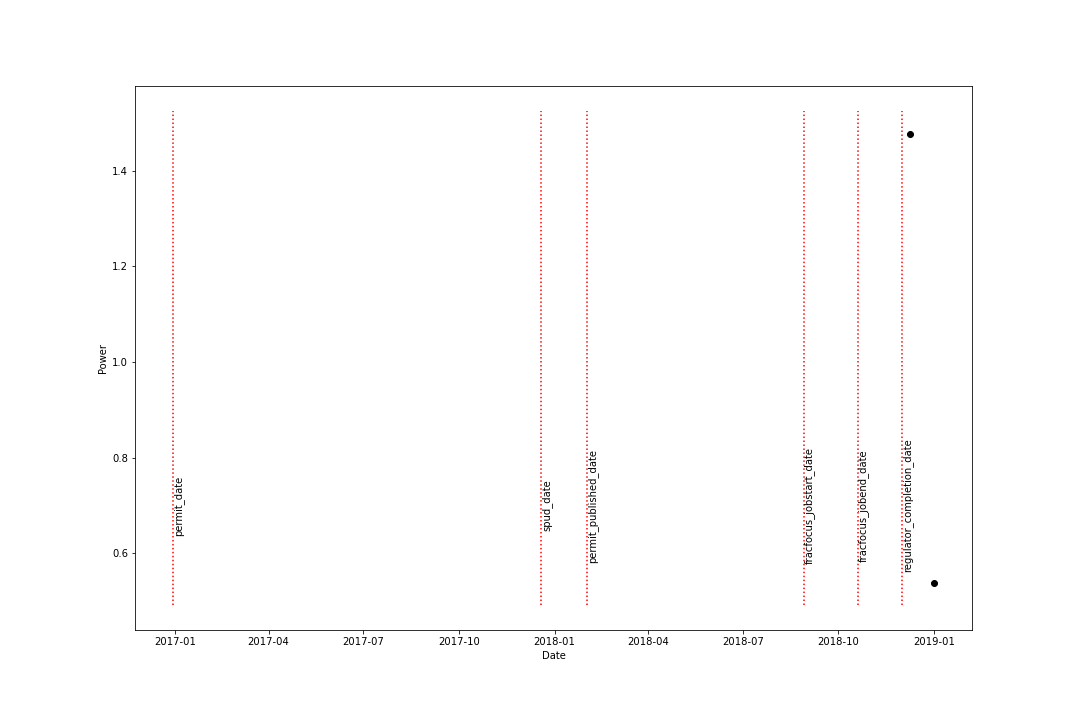 1.4
1.2
1.0
0.8
0.6
Power
permit_date
spud_date
permit_published_date
fracfocus_jobstart_date
fracfocus_jobend_date
regulator_completion_date
2017-01
2017-04
2017-07
2017-10
2018-01
2018-04
2018-07
2018-10
2019-01
Date